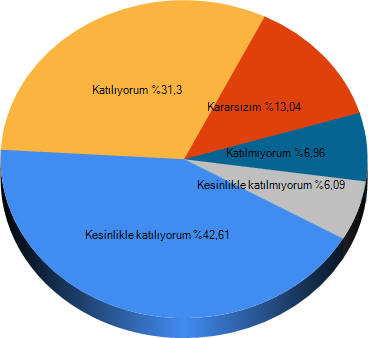 Katılıyorum %31,3
Kararsızım %13,04
Katılmıyorum %6,96
Kesinlikle katılmıyorum %6,09
Kesinlikle katılıyorum %42,61